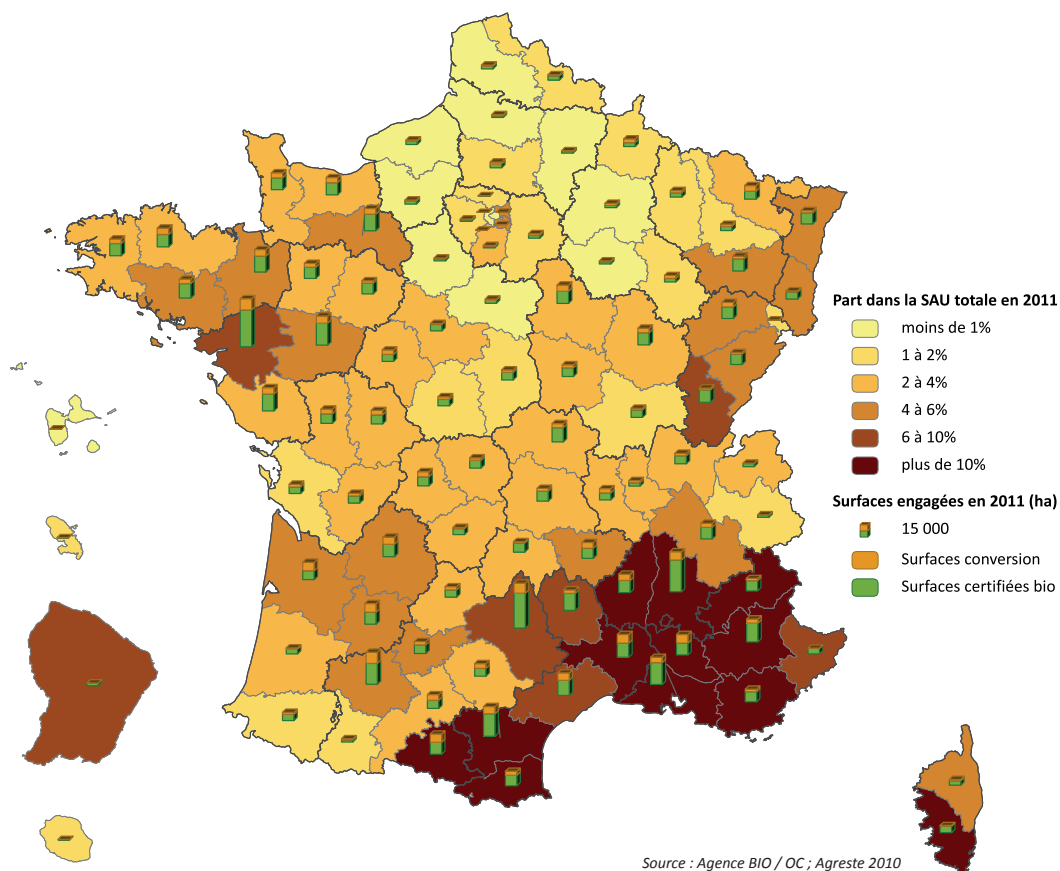 Part dans la SAU totale en 2011
moins de 1%
1 à 2%
2 à 4%
4 à 6%
6 à 10%
plus de 10%
Surfaces engagées en 2011 (ha)
15 000
Surfaces conversion
Surfaces certifiées bio
Source : Agence BIO / OC ; Agreste 2010